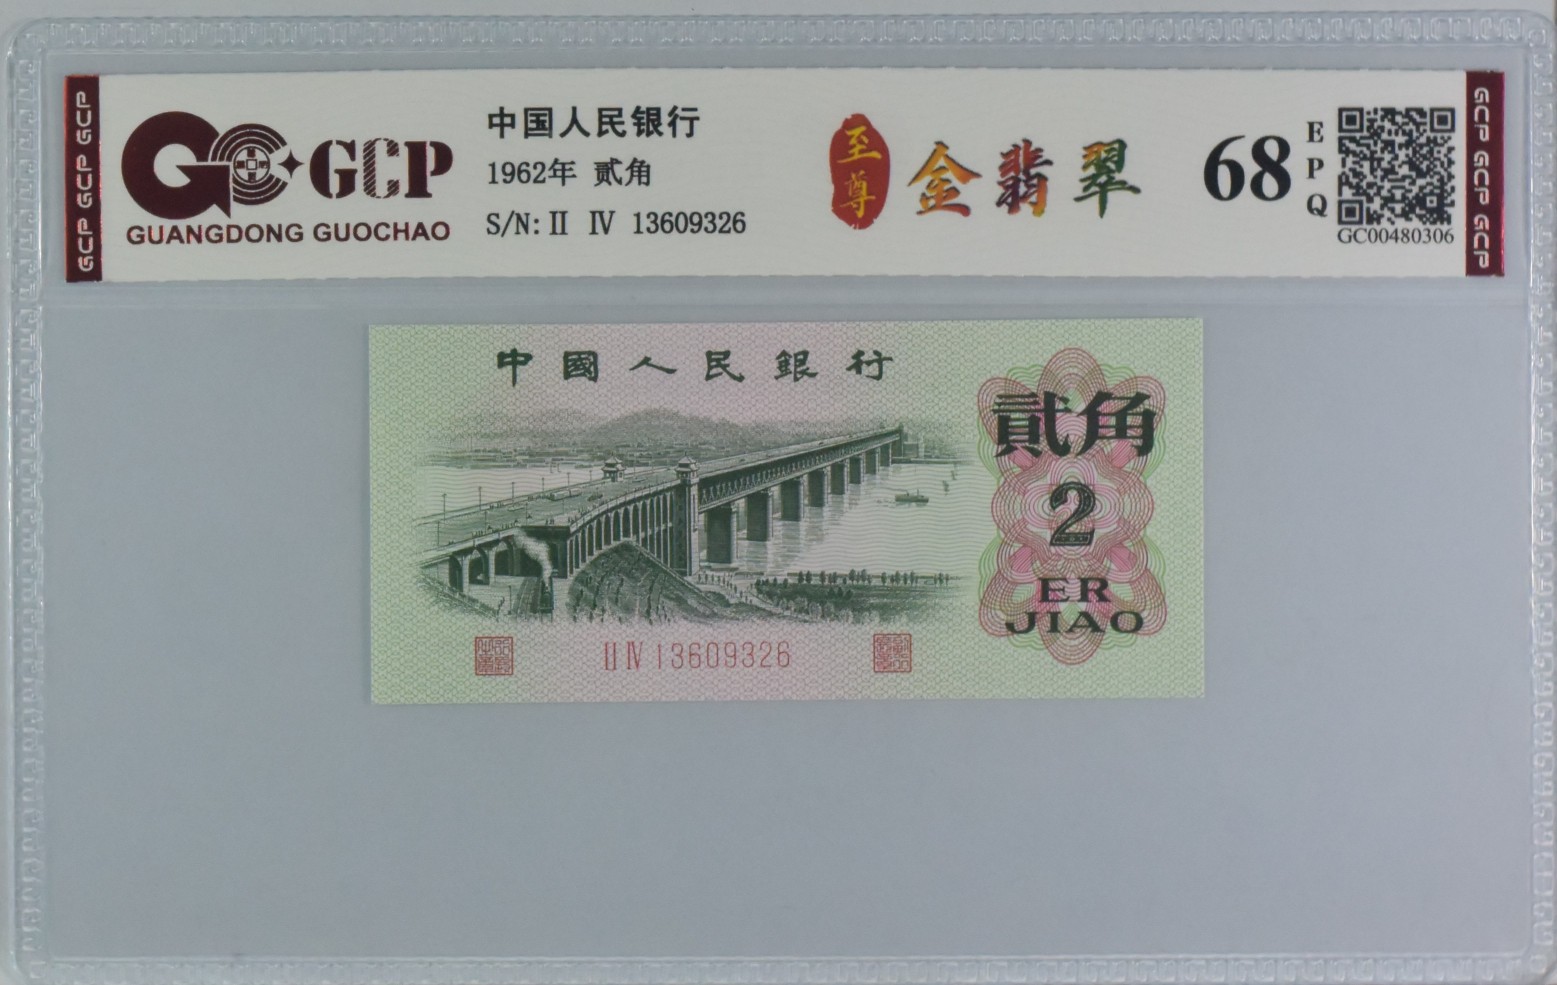 GCP GCP GCP
GCP
GUANGDONG GUOCHAO
中国人民银行
1962年 贰角
S/N: II IV 13609326
至尊
金翡翠
68
EPQ
GC00480306
GCP GCP GCP
中國人民銀行
貳角
2
ER
JIAO
II IV 13609326